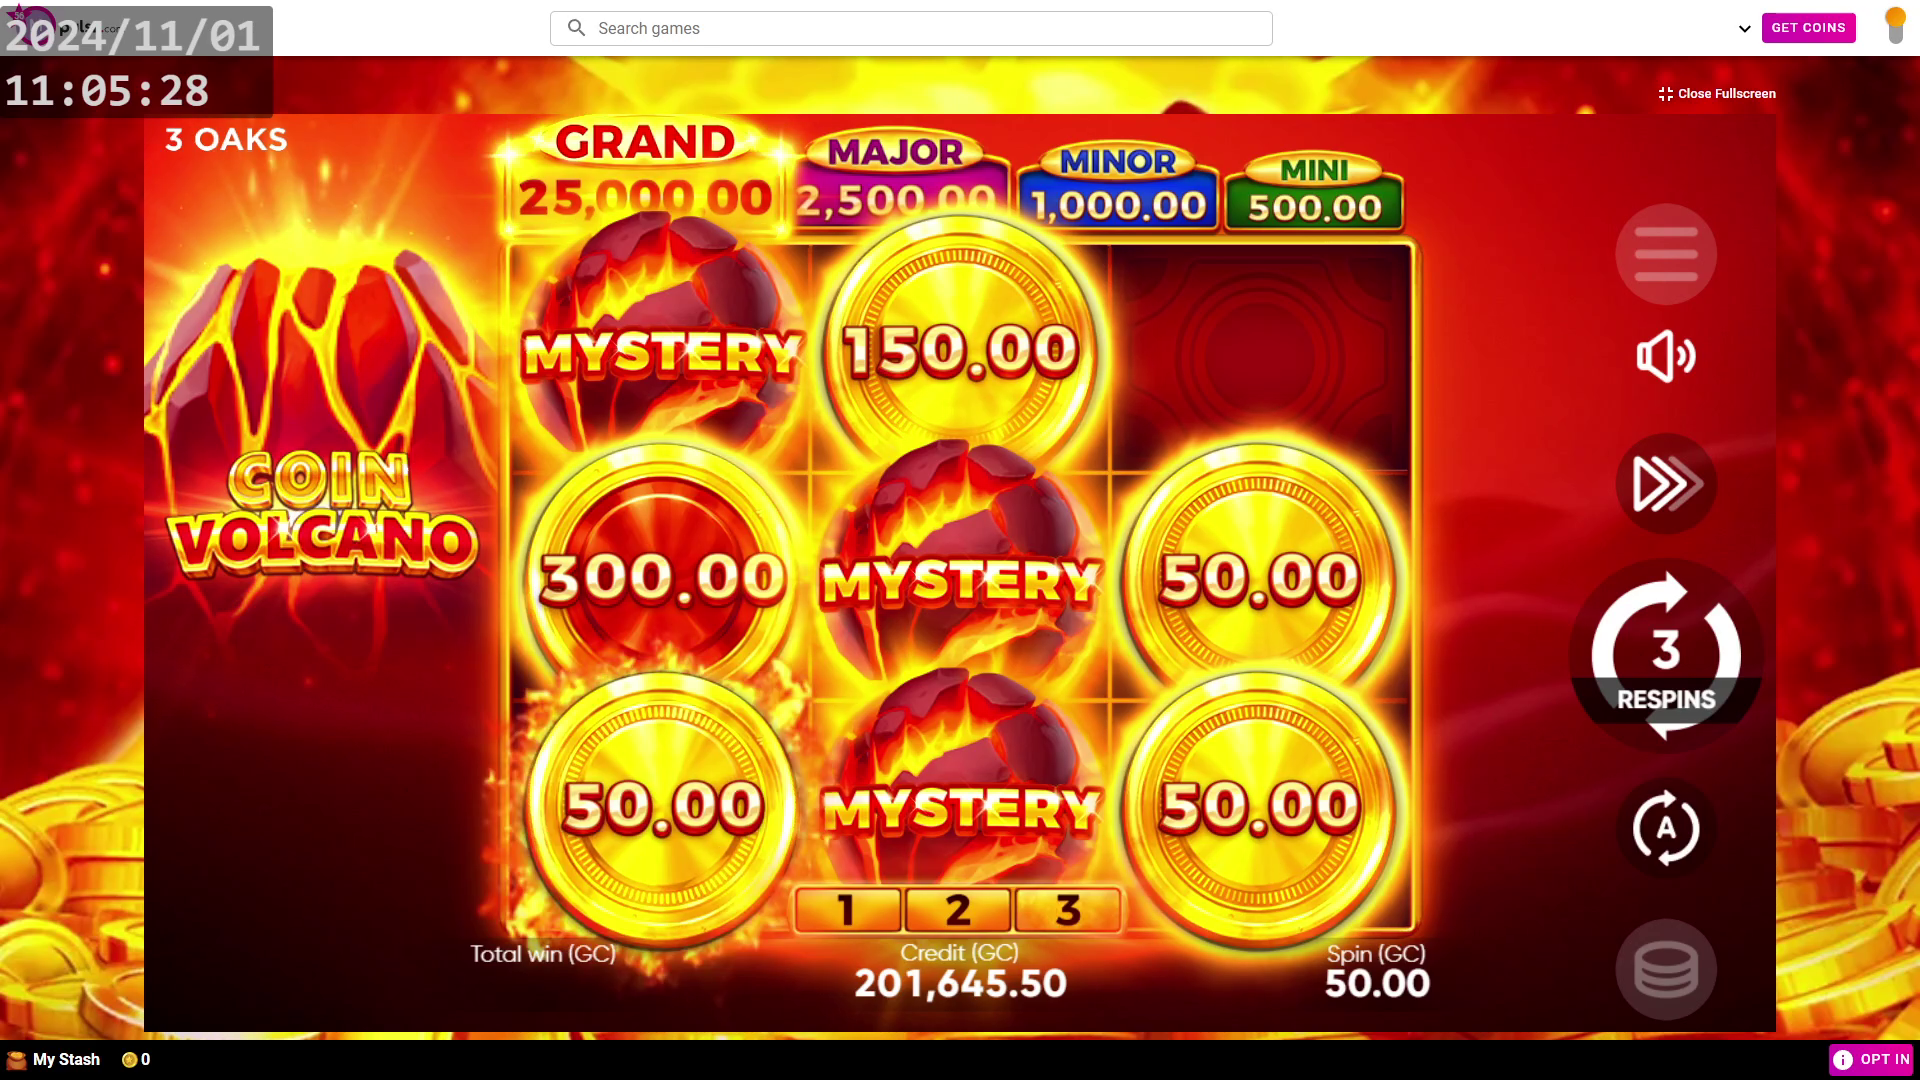 2024/11/01
11:05:28
Search games
GET COINS
Close Fullscreen
3 OAKS
GRAND
25,000.00
MAJOR
2,500.00
MINOR
1,000.00
MINI
500.00
MYSTERY
150.00
COIN
VOLCANO
300.00
MYSTERY
50.00
3
RESPINS
50.00
MYSTERY
50.00
A
1
2
3
Total win (GC)
Credit (GC)
201,645.50
Spin (GC)
50.00
My Stash
0
OPT IN